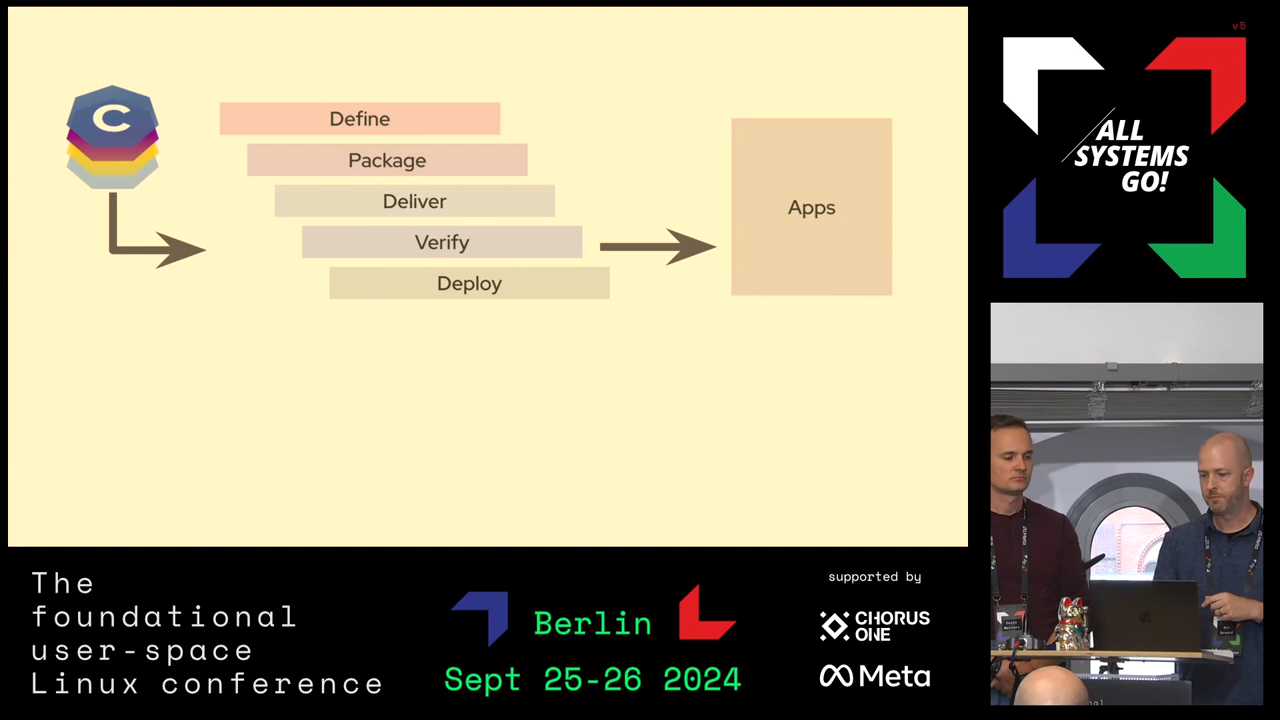 C
Define
Package
Deliver
Verify
Deploy
Apps
v5
ALL
SYSTEMS
GO!
The
foundational
user-space
Linux conference
Berlin
Sept 25-26 2024
supported by
CHORUS
ONE
Meta